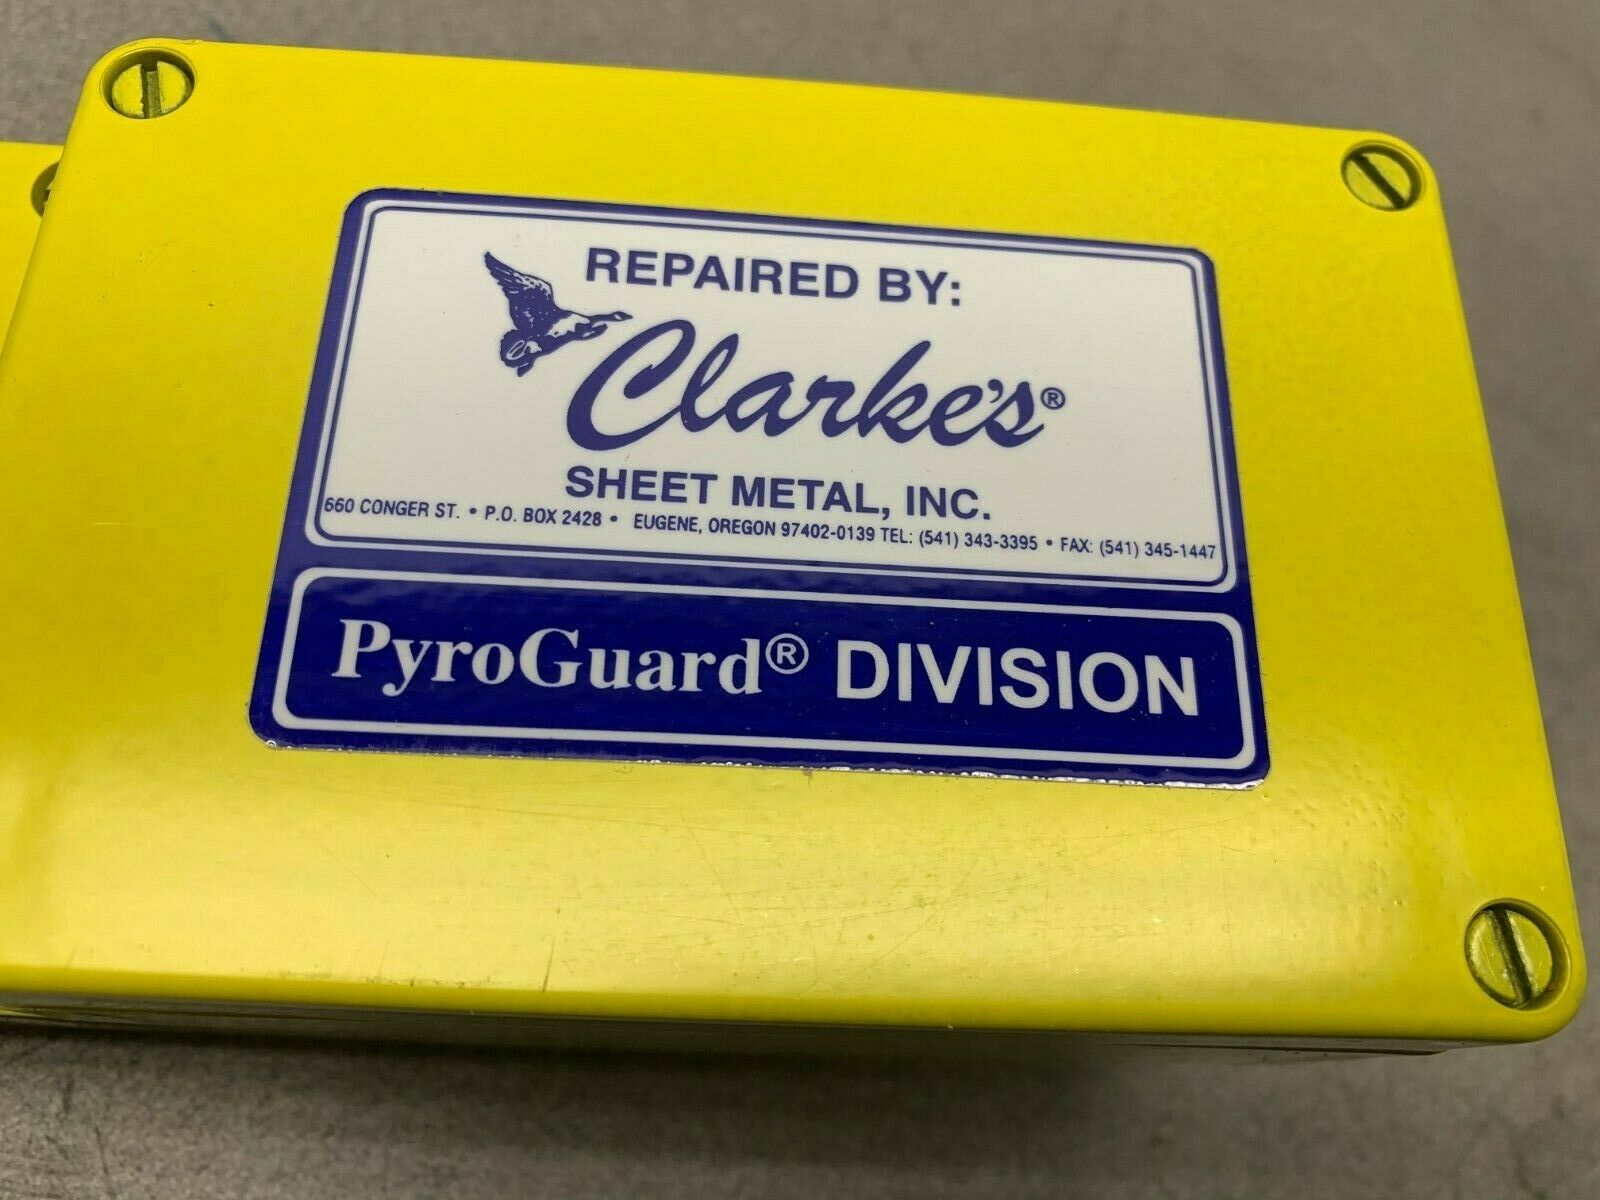 REPAIRED BY:
Clarke's®
SHEET METAL, INC.
660 CONGER ST. • P.O. BOX 2428 • EUGENE, OREGON 97402-0139 TEL: (541) 343-3395 • FAX: (541) 345-1447
PyroGuard® DIVISION